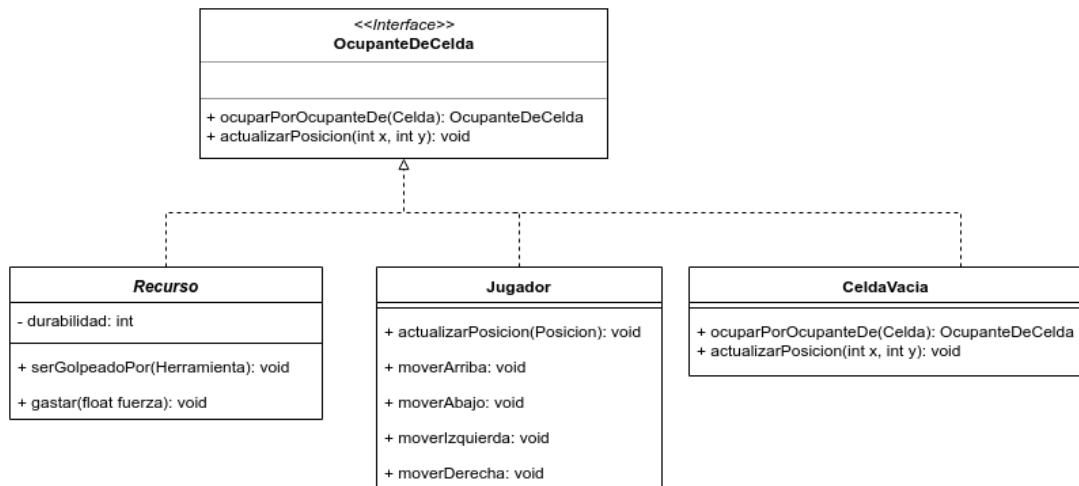 <<Interface>>
OcupanteDeCelda
+ ocuparPorOcupanteDe(Celda): OcupanteDeCelda
+ actualizarPosicion(int x, int y): void
Recurso
- durabilidad: int
+ serGolpeadoPor(Herramienta): void
+ gastar(float fuerza): void
Jugador
+ actualizarPosicion(Posicion): void
+ moverArriba: void
+ moverAbajo: void
+ moverIzquierda: void
+ moverDerecha: void
CeldaVacia
+ ocuparPorOcupanteDe(Celda): OcupanteDeCelda
+ actualizarPosicion(int x, int y): void